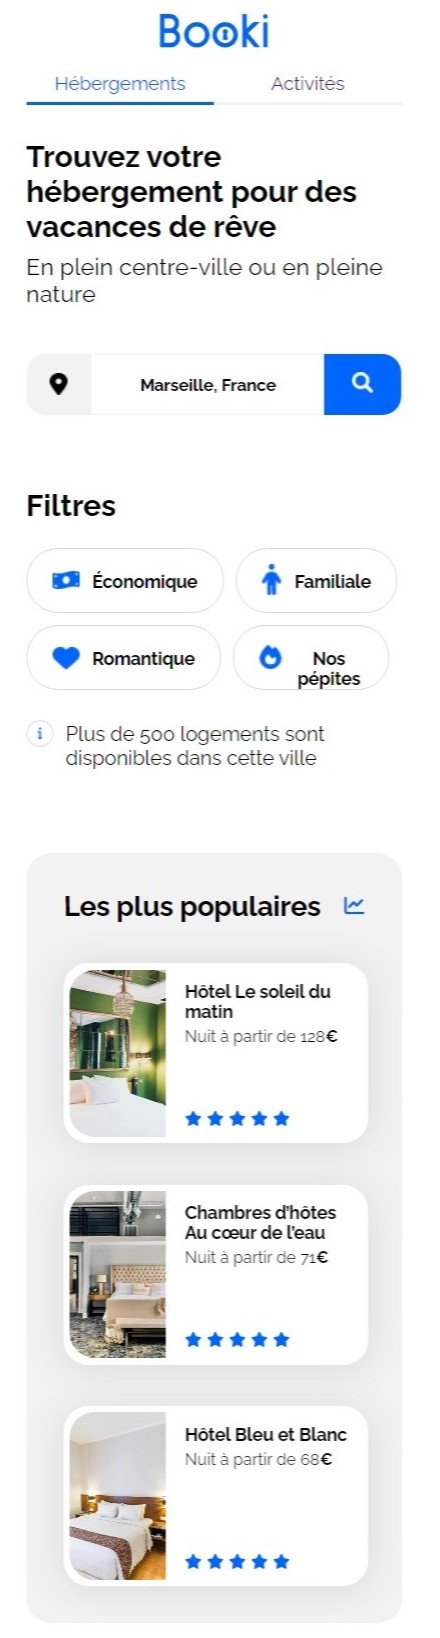 Booki
Hébergements
Activités
Trouvez votre
hébergement pour des
vacances de rêve
En plein centre-ville ou en pleine
nature
Marseille, France
Filtres
Économique
Familiale
Romantique
Nos
pépites
Plus de 500 logements sont
disponibles dans cette ville
Les plus populaires
Hôtel Le soleil du
matin
Nuit à partir de 128€
Chambres d'hôtes
Au cœur de l'eau
Nuit à partir de 71€
Hôtel Bleu et Blanc
Nuit à partir de 68€